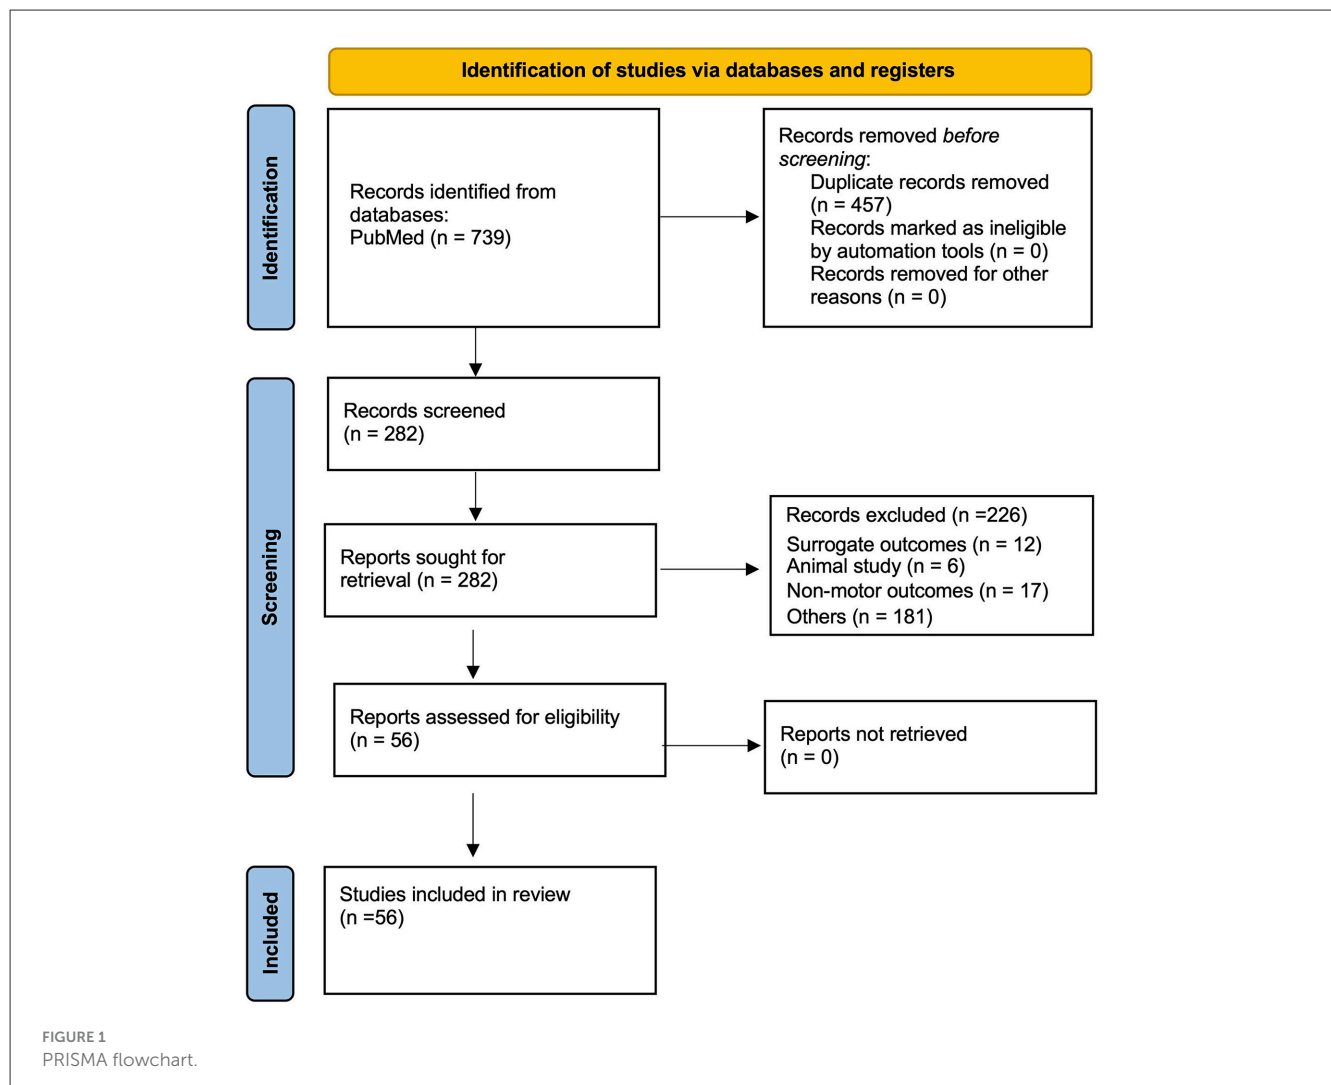 Identification of studies via databases and registers
Identification
Records identified from
databases:
PubMed (n = 739)
Records removed before
screening:
Duplicate records removed
(n = 457)
Records marked as ineligible
by automation tools (n = 0)
Records removed for other
reasons (n = 0)
Screening
Records screened
(n = 282)
Reports sought for
retrieval (n = 282)
Records excluded (n =226)
Surrogate outcomes (n = 12)
Animal study (n = 6)
Non-motor outcomes (n = 17)
Others (n = 181)
Reports assessed for eligibility
(n = 56)
Reports not retrieved
(n = 0)
Included
Studies included in review
(n =56)
FIGURE 1
PRISMA flowchart.